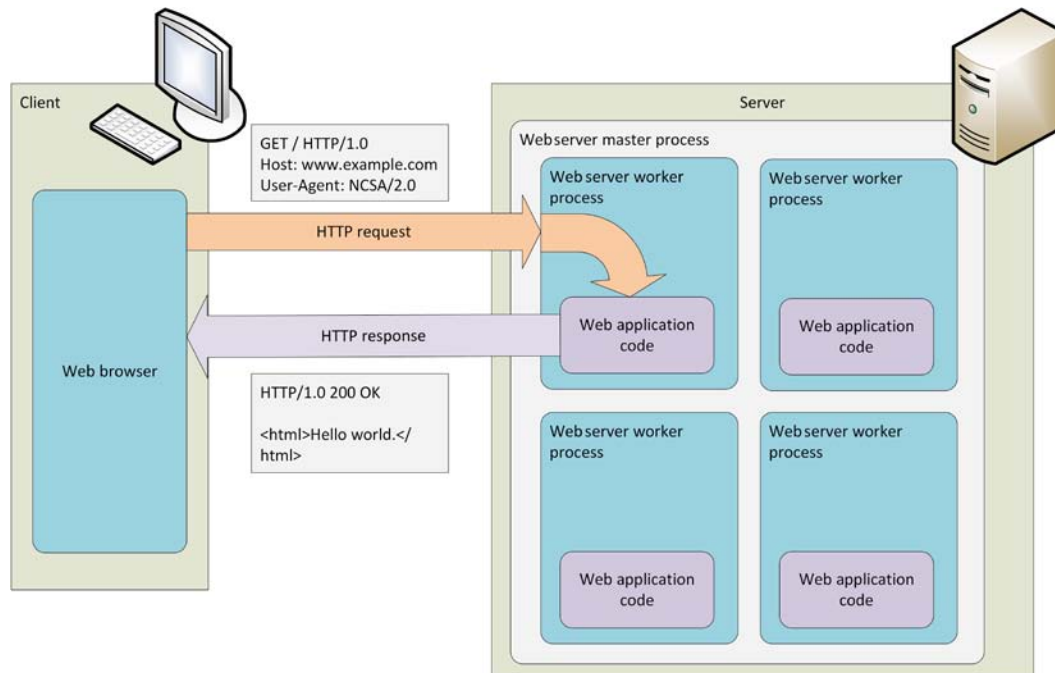 Client
Server
GET / HTTP/1.0
Host: www.example.com
User-Agent: NCSA/2.0
Web server master process
Web server worker
process
Web server worker
process
HTTP request
Web application
code
Web application
code
HTTP response
Web browser
HTTP/1.0 200 OK
<html>Hello world.</
html>
Web server worker
process
Web server worker
process
Web application
code
Web application
code